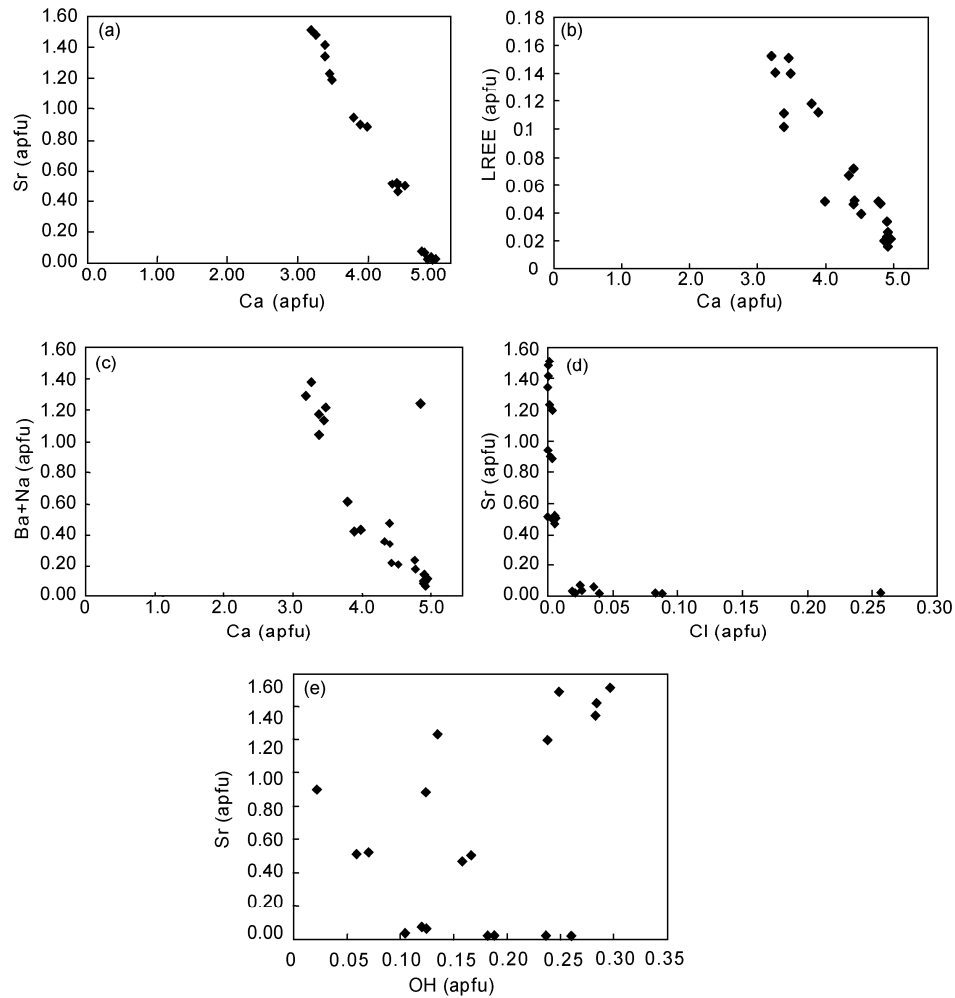 (a)
Sr (apfu)
1.60
1.40
1.20
1.00
0.80
0.60
0.40
0.20
0.00
0.0 1.00 2.00 3.00 4.00 5.00
Ca (apfu)
(b)
LREE (apfu)
0.18
0.16
0.14
0.12
0.1
0.08
0.06
0.04
0.02
0
0 1.0 2.0 3.0 4.0 5.0
Ca (apfu)
(c)
Ba+Na (apfu)
1.60
1.40
1.20
1.00
0.80
0.60
0.40
0.20
0.00
0 1.0 2.0 3.0 4.0 5.0
Ca (apfu)
(d)
Sr (apfu)
1.60
1.40
1.20
1.00
0.80
0.60
0.40
0.20
0.00
0.0 0.05 0.10 0.15 0.20 0.25 0.30
Cl (apfu)
(e)
Sr (apfu)
1.60
1.40
1.20
1.00
0.80
0.60
0.40
0.20
0.00
0 0.05 0.10 0.15 0.20 0.25 0.30 0.35
OH (apfu)